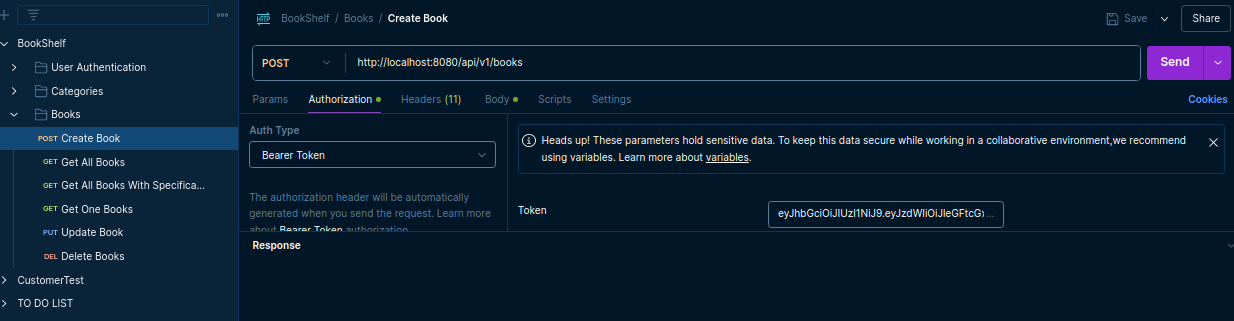 BookShelf / Books / Create Book
Save
Share
BookShelf
User Authentication
Categories
Books
POST Create Book
GET Get All Books
GET Get All Books With Specifica...
GET Get One Books
PUT Update Book
DEL Delete Books
CustomerTest
TO DO LIST
POST http://localhost:8080/api/v1/books
Send
Params Authorization Headers (11) Body Scripts Settings
Cookies
Auth Type
Bearer Token
The authorization header will be automatically
generated when you send the request. Learn more
about Bearer Token authorization.
Heads up! These parameters hold sensitive data. To keep this data secure while working in a collaborative environment,we recommend
using variables. Learn more about variables.
Token
Response